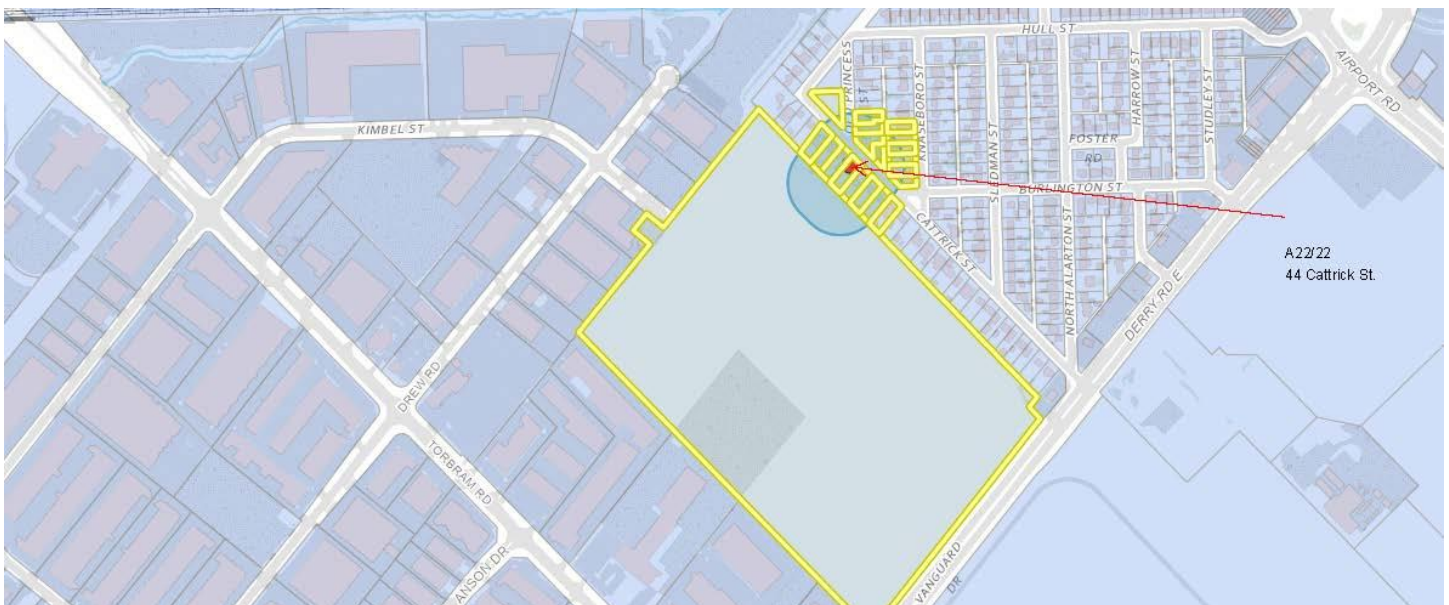 HULL ST
PRINCESS
ST
KNASEBORO ST
SLEDMAN ST
HARROW ST
STUDLEY ST
AIRPORT RD
KIMBEL ST
FOSTER
RD
BURLINGTON ST
CATTRICK ST
NORTH ALARTON ST
DERRY RD E
A22/22
44 Cattrick St.
DREW RD
TORBRAM RD
ANSON DR
VANGUARD
DR